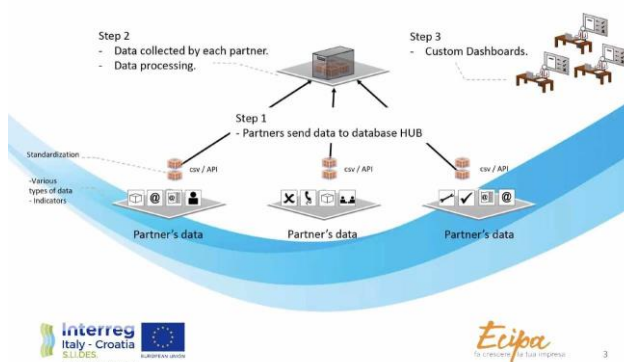 Step 2
- Data collected by each partner.
- Data processing.
Step 3
- Custom Dashboards.
Step 1
- Partners send data to database HUB
Standardization
csv / API
csv / API
csv / API
-Various
types of data
- Indicators
@
@
@
@
Partner's data
Partner's data
Partner's data
Interreg
Italy - Croatia
S.LI.DES.
EUROPEAN UNION
Ecipa
fa crescere la tua impresa
3